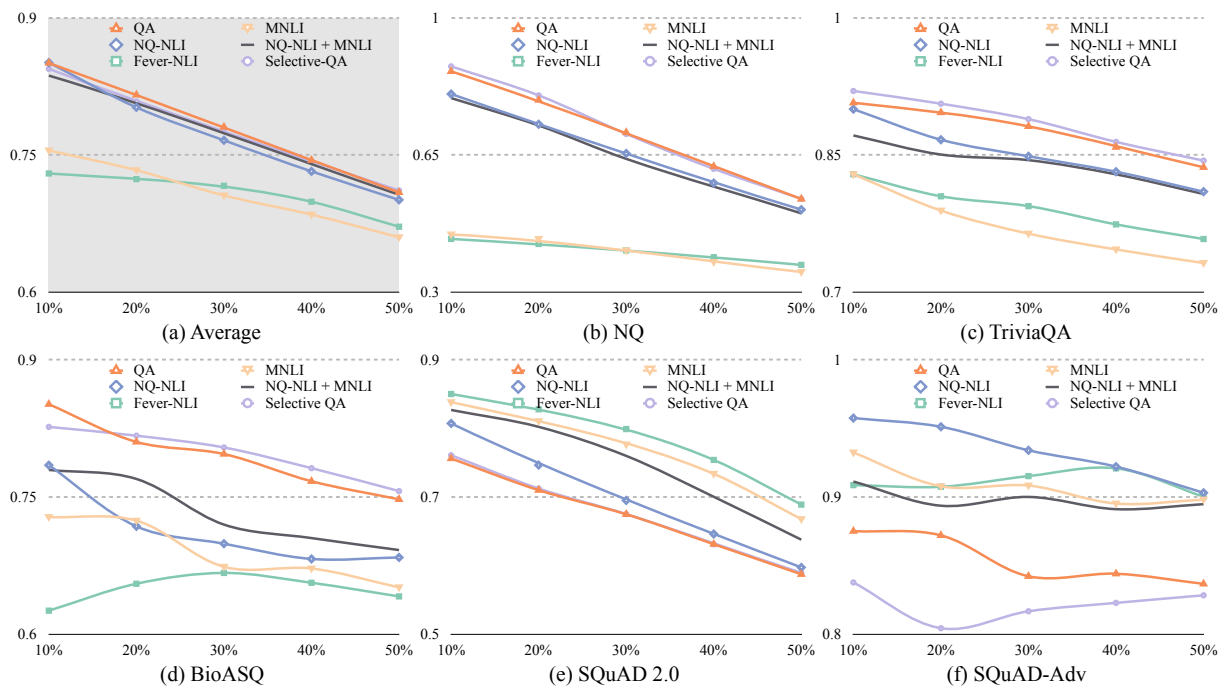 0.9
QA
MNLI
NQ-NLI
NQ-NLI + MNLI
Fever-NLI
Selective-QA
0.75
0.6
10% 20% 30% 40% 50%
(a) Average
1
QA
MNLI
NQ-NLI
NQ-NLI + MNLI
Fever-NLI
Selective QA
0.65
0.3
10% 20% 30% 40% 50%
(b) NQ
1
QA
MNLI
NQ-NLI
NQ-NLI + MNLI
Fever-NLI
Selective QA
0.85
0.7
10% 20% 30% 40% 50%
(c) TriviaQA
0.9
QA
MNLI
NQ-NLI
NQ-NLI + MNLI
Fever-NLI
Selective QA
0.75
0.6
10% 20% 30% 40% 50%
(d) BioASQ
0.9
QA
MNLI
NQ-NLI
NQ-NLI + MNLI
Fever-NLI
Selective QA
0.7
0.5
10% 20% 30% 40% 50%
(e) SQuAD 2.0
1
QA
MNLI
NQ-NLI
NQ-NLI + MNLI
Fever-NLI
Selective QA
0.9
0.8
10% 20% 30% 40% 50%
(f) SQuAD-Adv